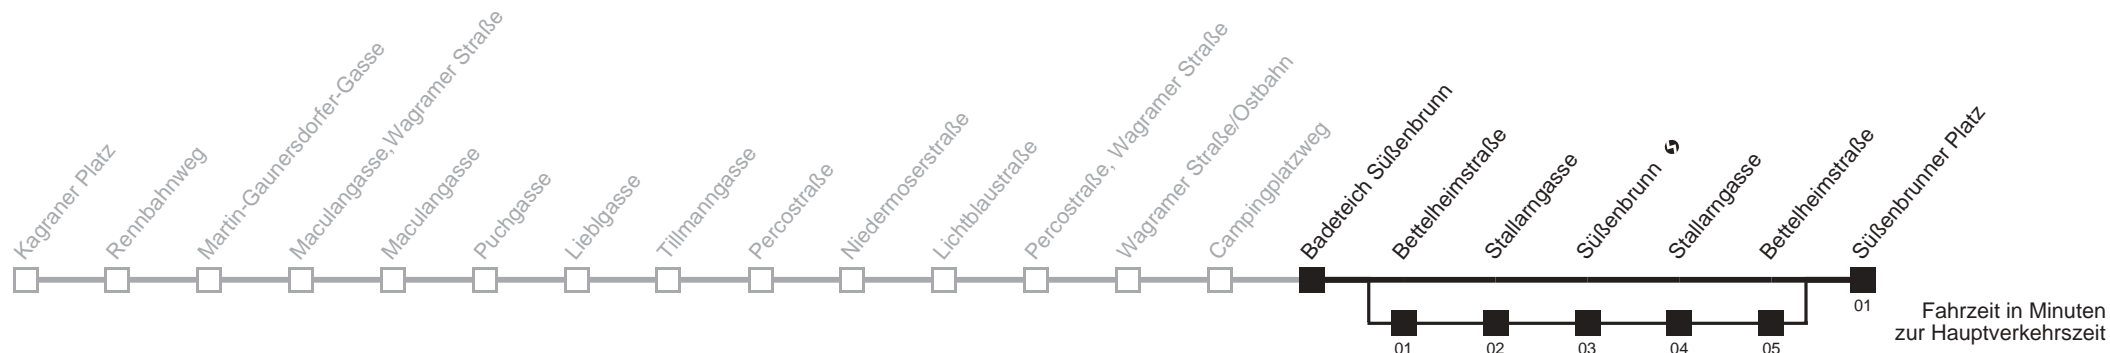 Kagraner Platz
Rennbahnweg
Martin-Gaunersdorfer-Gasse
Maculangasse, Wagramer Straße
Maculangasse
Puchgasse
Lieblgasse
Tillmanngasse
Percostraße
Niedermoserstraße
Lichtblaustraße
Percostraße, Wagramer Straße
Wagramer Straße/Ostbahn
Campingplatzweg
Badeteich Süßenbrunn
Bettelheimstraße
Stallarngasse
Süßenbrunn
Stallarngasse
Bettelheimstraße
Süßenbrunner Platz
01
Fahrzeit in Minuten
zur Hauptverkehrszeit
01 02 03 04 05